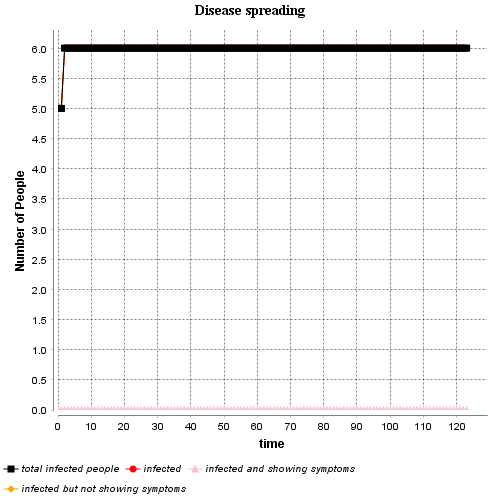 Disease spreading
Number of People
6.0
5.5
5.0
4.5
4.0
3.5
3.0
2.5
2.0
1.5
1.0
0.5
0.0
0 10 20 30 40 50 60 70 80 90 100 110 120
time
total infected people infected infected and showing symptoms
infected but not showing symptoms